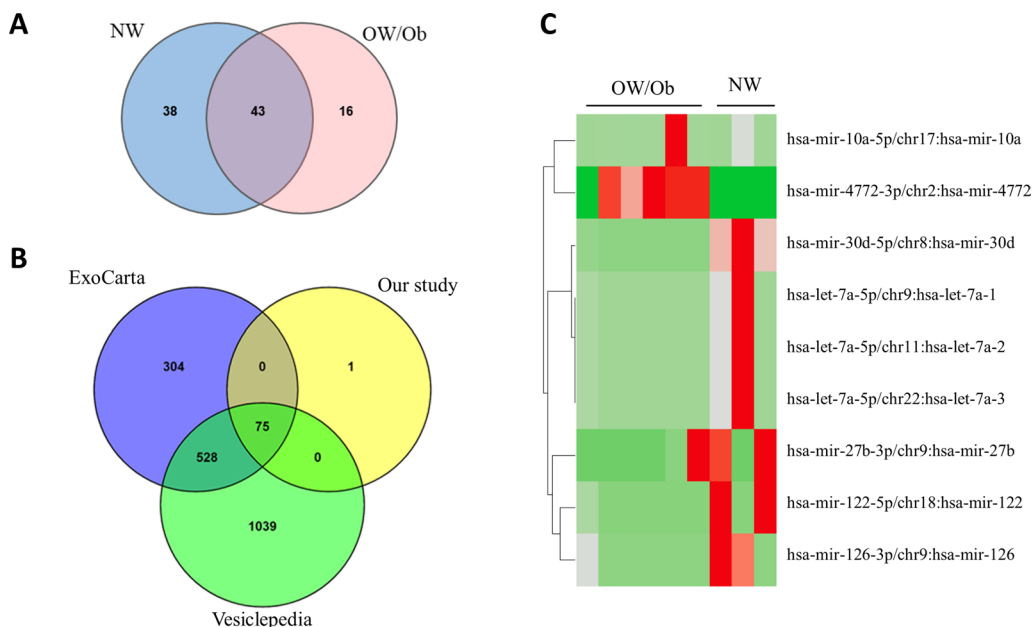 A
NW
OW/Ob
38
43
16
B
ExoCarta
Our study
304
0
1
75
528
0
1039
Vesiclepedia
C
OW/Ob
NW
hsa-mir-10a-5p/chr17:hsa-mir-10a
hsa-mir-4772-3p/chr2:hsa-mir-4772
hsa-mir-30d-5p/chr8:hsa-mir-30d
hsa-let-7a-5p/chr9:hsa-let-7a-1
hsa-let-7a-5p/chr11:hsa-let-7a-2
hsa-let-7a-5p/chr22:hsa-let-7a-3
hsa-mir-27b-3p/chr9:hsa-mir-27b
hsa-mir-122-5p/chr18:hsa-mir-122
hsa-mir-126-3p/chr9:hsa-mir-126